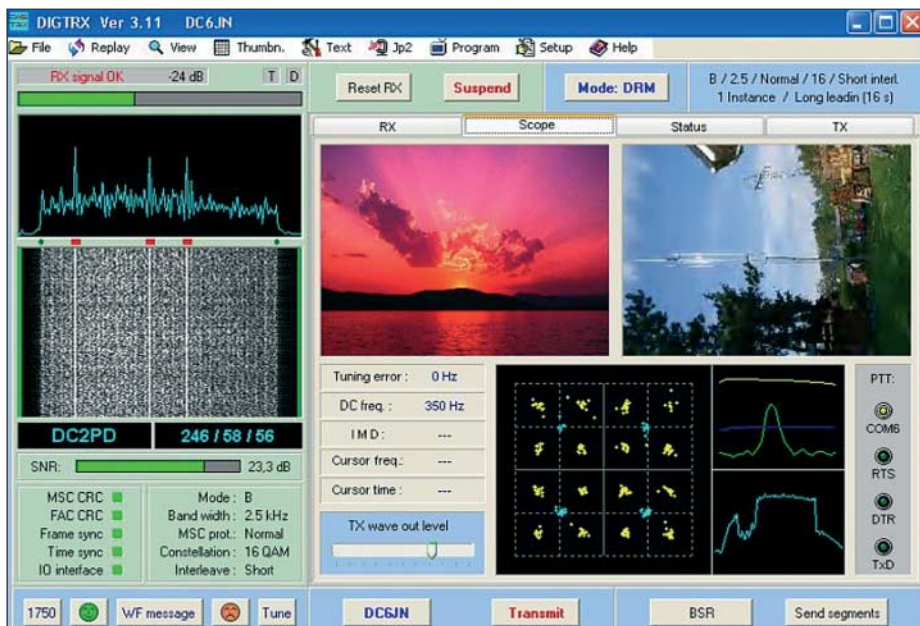 DIGTRX Ver 3.11 DC6JN
File Replay View Thumbn. Text Jp2 Program Setup Help
RX signal OK -24 dB T D
Reset RX Suspend Mode: DRM
B / 2.5 / Normal / 16 / Short interl.
1 Instance / Long leadin (16 s)
RX Scope Status TX
DC2PD 246 / 58 / 56
SNR: 23,3 dB
MSC CRC
FAC CRC
Frame sync
Time sync
IO interface
Mode : B
Band width : 2.5 kHz
MSC prot.: Normal
Constellation : 16 QAM
Interleave : Short
Tuning error : 0 Hz
DC freq. : 350 Hz
I M D : ---
Cursor freq.: ---
Cursor time : ---
TX wave out level
PTT:
COM6
RTS
DTR
TxD
1750 WF message Tune
DC6JN Transmit BSR Send segments